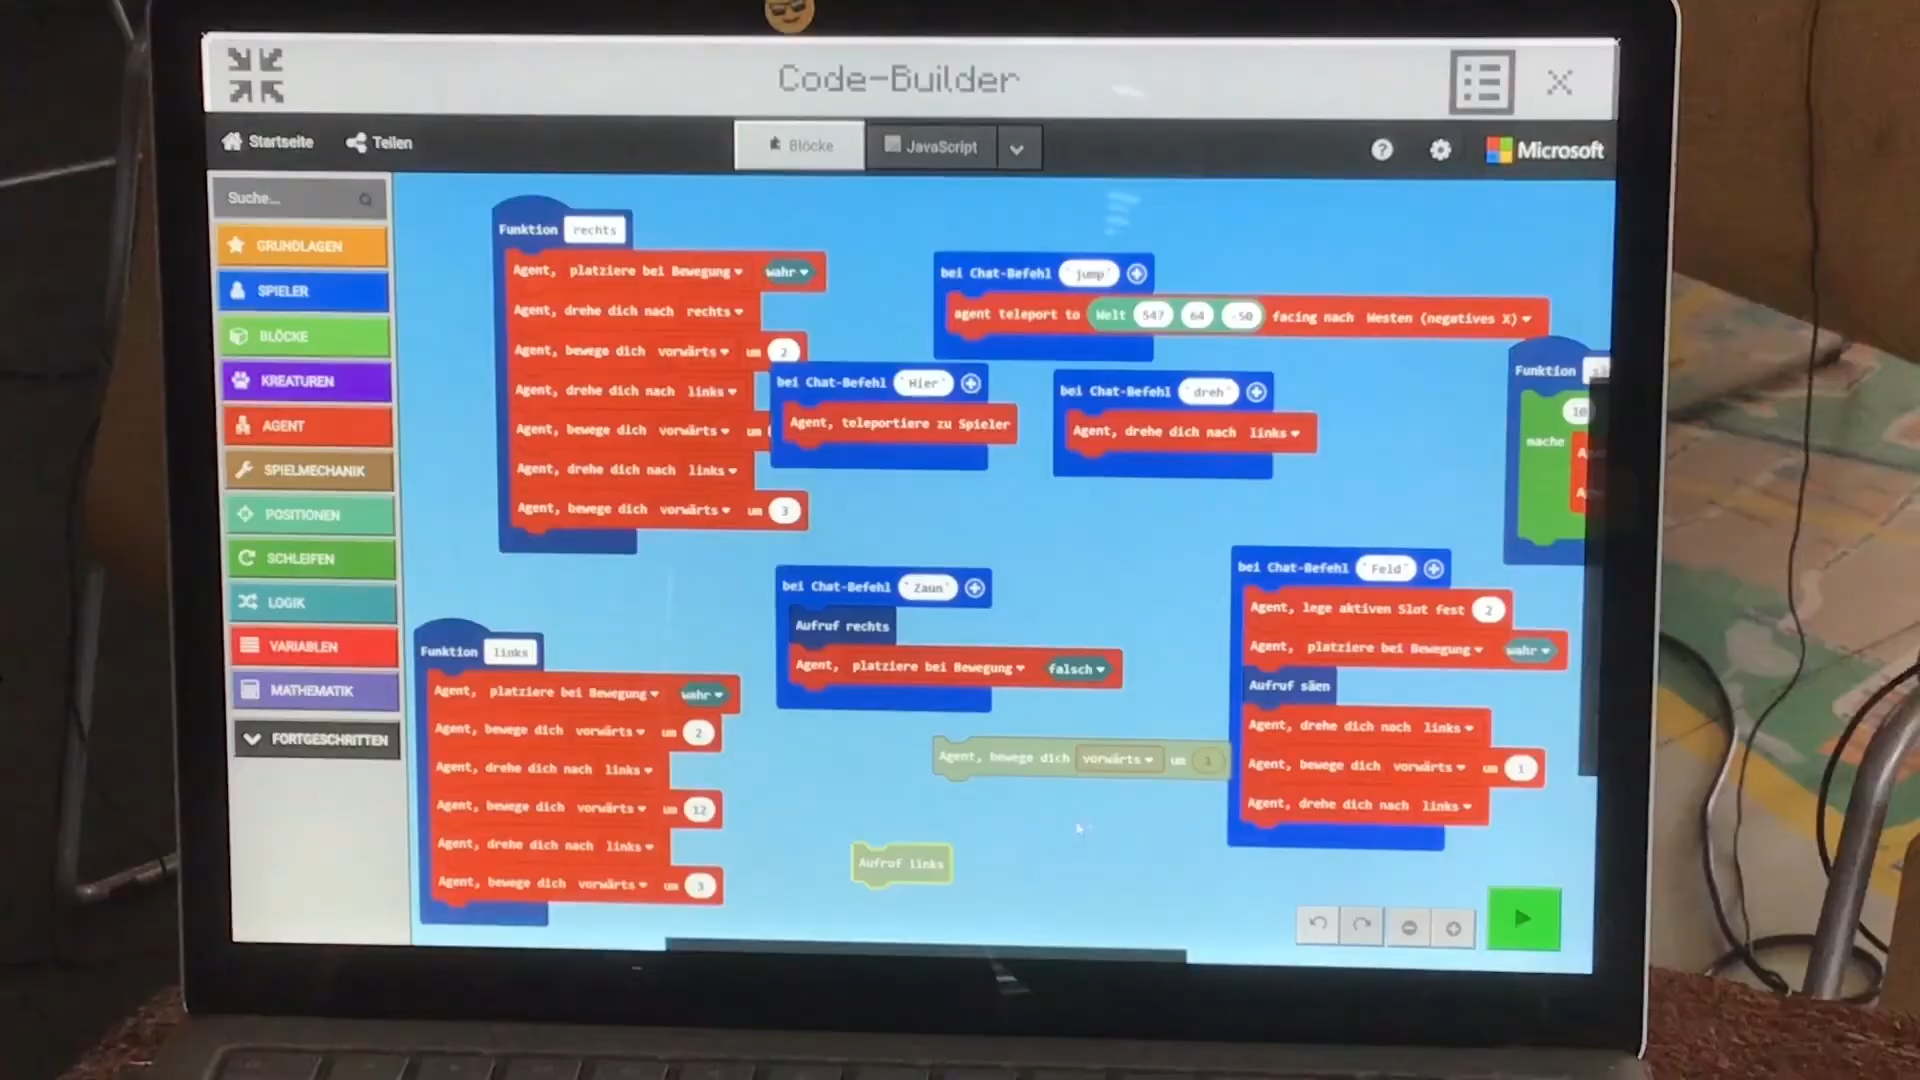 Code-Builder
Startseite
Teilen
Blöcke
JavaScript
Microsoft
Suche...
GRUNDLAGEN
SPIELER
BLÖCKE
KREATUREN
AGENT
SPIELMECHANIK
POSITIONEN
SCHLEIFEN
LOGIK
VARIABLEN
MATHEMATIK
FORTGESCHRITTEN
Funktion rechts
Agent, platziere bei Bewegung wahr
Agent, drehe dich nach rechts
Agent, bewege dich vorwärts um 2
Agent, drehe dich nach links
Agent, bewege dich vorwärts um
Agent, drehe dich nach links
Agent, bewege dich vorwärts um 3
bei Chat-Befehl "jump"
agent teleport to Welt 547 64 -50 facing nach Westen (negatives X)
bei Chat-Befehl "Hier"
Agent, teleportiere zu Spieler
bei Chat-Befehl "dreh"
Agent, drehe dich nach links
Funktion sä
10
mache
A
A
bei Chat-Befehl "Zaun"
Aufruf rechts
Agent, platziere bei Bewegung falsch
bei Chat-Befehl "Feld"
Agent, lege aktiven Slot fest 2
Agent, platziere bei Bewegung wahr
Aufruf säen
Agent, drehe dich nach links
Agent, bewege dich vorwärts um 1
Agent, drehe dich nach links
Funktion links
Agent, platziere bei Bewegung wahr
Agent, bewege dich vorwärts um 2
Agent, drehe dich nach links
Agent, bewege dich vorwärts um 12
Agent, drehe dich nach links
Agent, bewege dich vorwärts um 3
Agent, bewege dich vorwärts um 1
Aufruf links